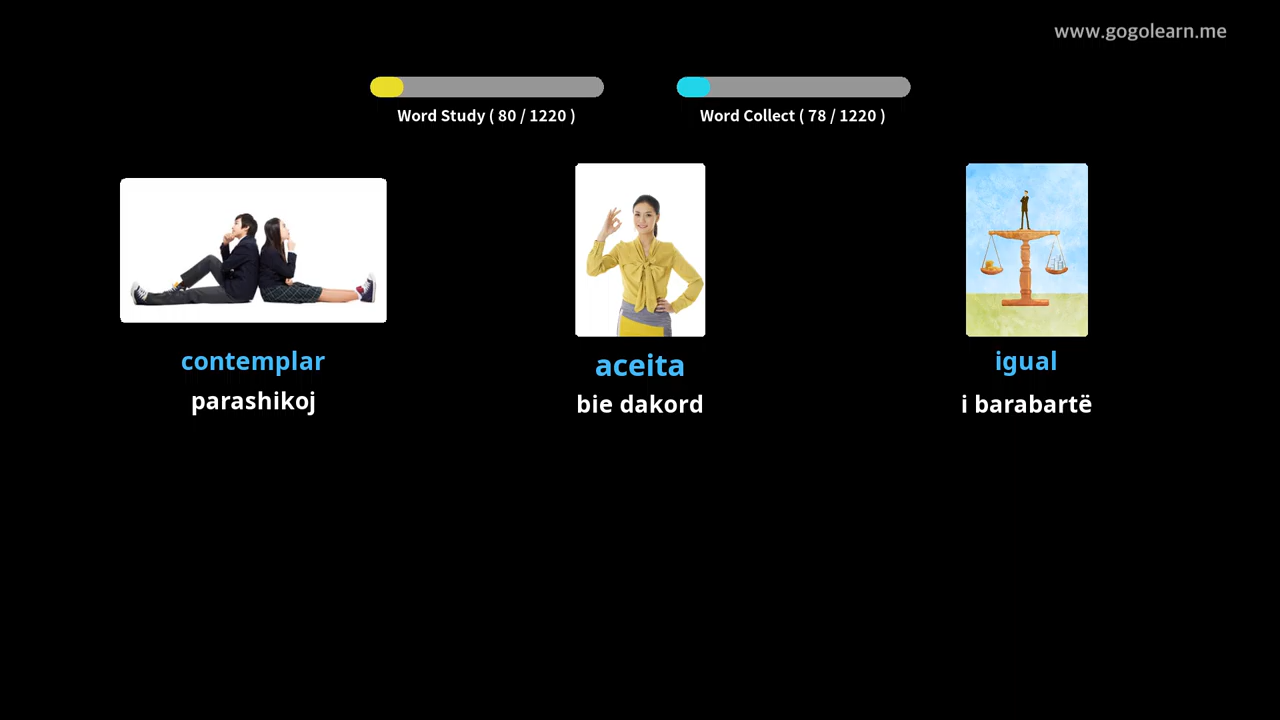 www.gogolearn.me
Word Study ( 80 / 1220 )
Word Collect ( 78 / 1220 )
contemplar
parashikoj
aceita
bie dakord
igual
i barabartë